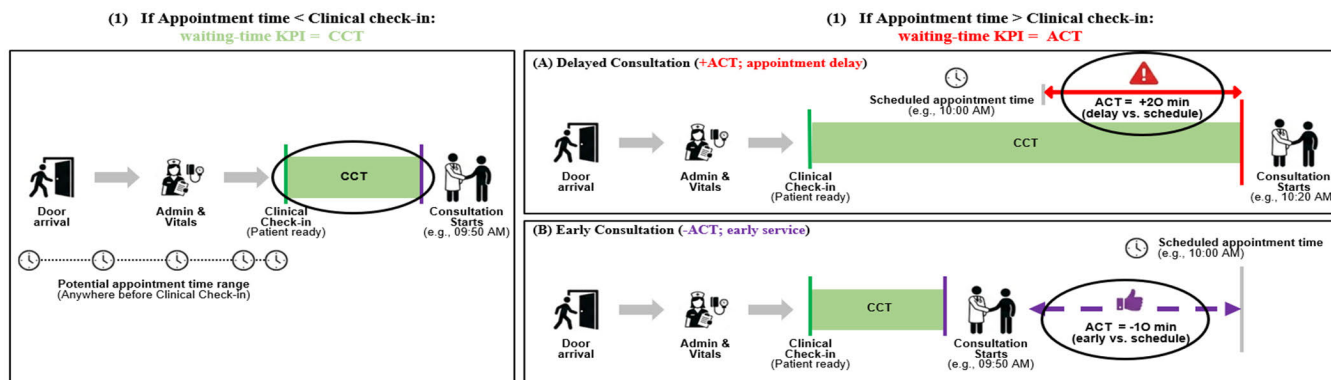 (1) If Appointment time < Clinical check-in:
waiting-time KPI = CCT
CCT
Door
arrival
Admin &
Vitals
Clinical
Check-in
(Patient ready)
Consultation
Starts
(e.g., 09:50 AM)
Potential appointment time range
(Anywhere before Clinical Check-in)
(1) If Appointment time > Clinical check-in:
waiting-time KPI = ACT
(A) Delayed Consultation (+ACT; appointment delay)
Scheduled appointment time
(e.g., 10:00 AM)
ACT = +20 min
(delay vs. schedule)
CCT
Door
arrival
Admin &
Vitals
Clinical
Check-in
(Patient ready)
Consultation
Starts
(e.g., 10:20 AM)
(B) Early Consultation (-ACT; early service)
Scheduled appointment time
(e.g., 10:00 AM)
CCT
ACT = -10 min
(early vs. schedule)
Door
arrival
Admin &
Vitals
Clinical
Check-in
(Patient ready)
Consultation
Starts
(e.g., 09:50 AM)